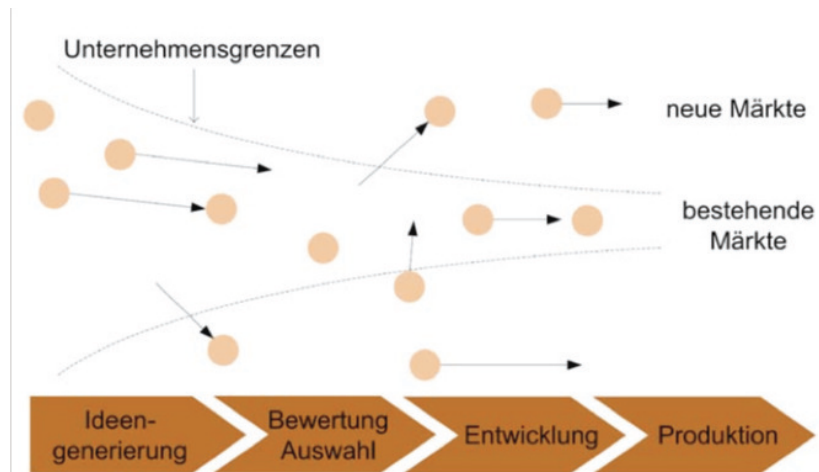 Unternehmensgrenzen
neue Märkte
bestehende
Märkte
Ideen-
generierung
Bewertung
Auswahl
Entwicklung
Produktion